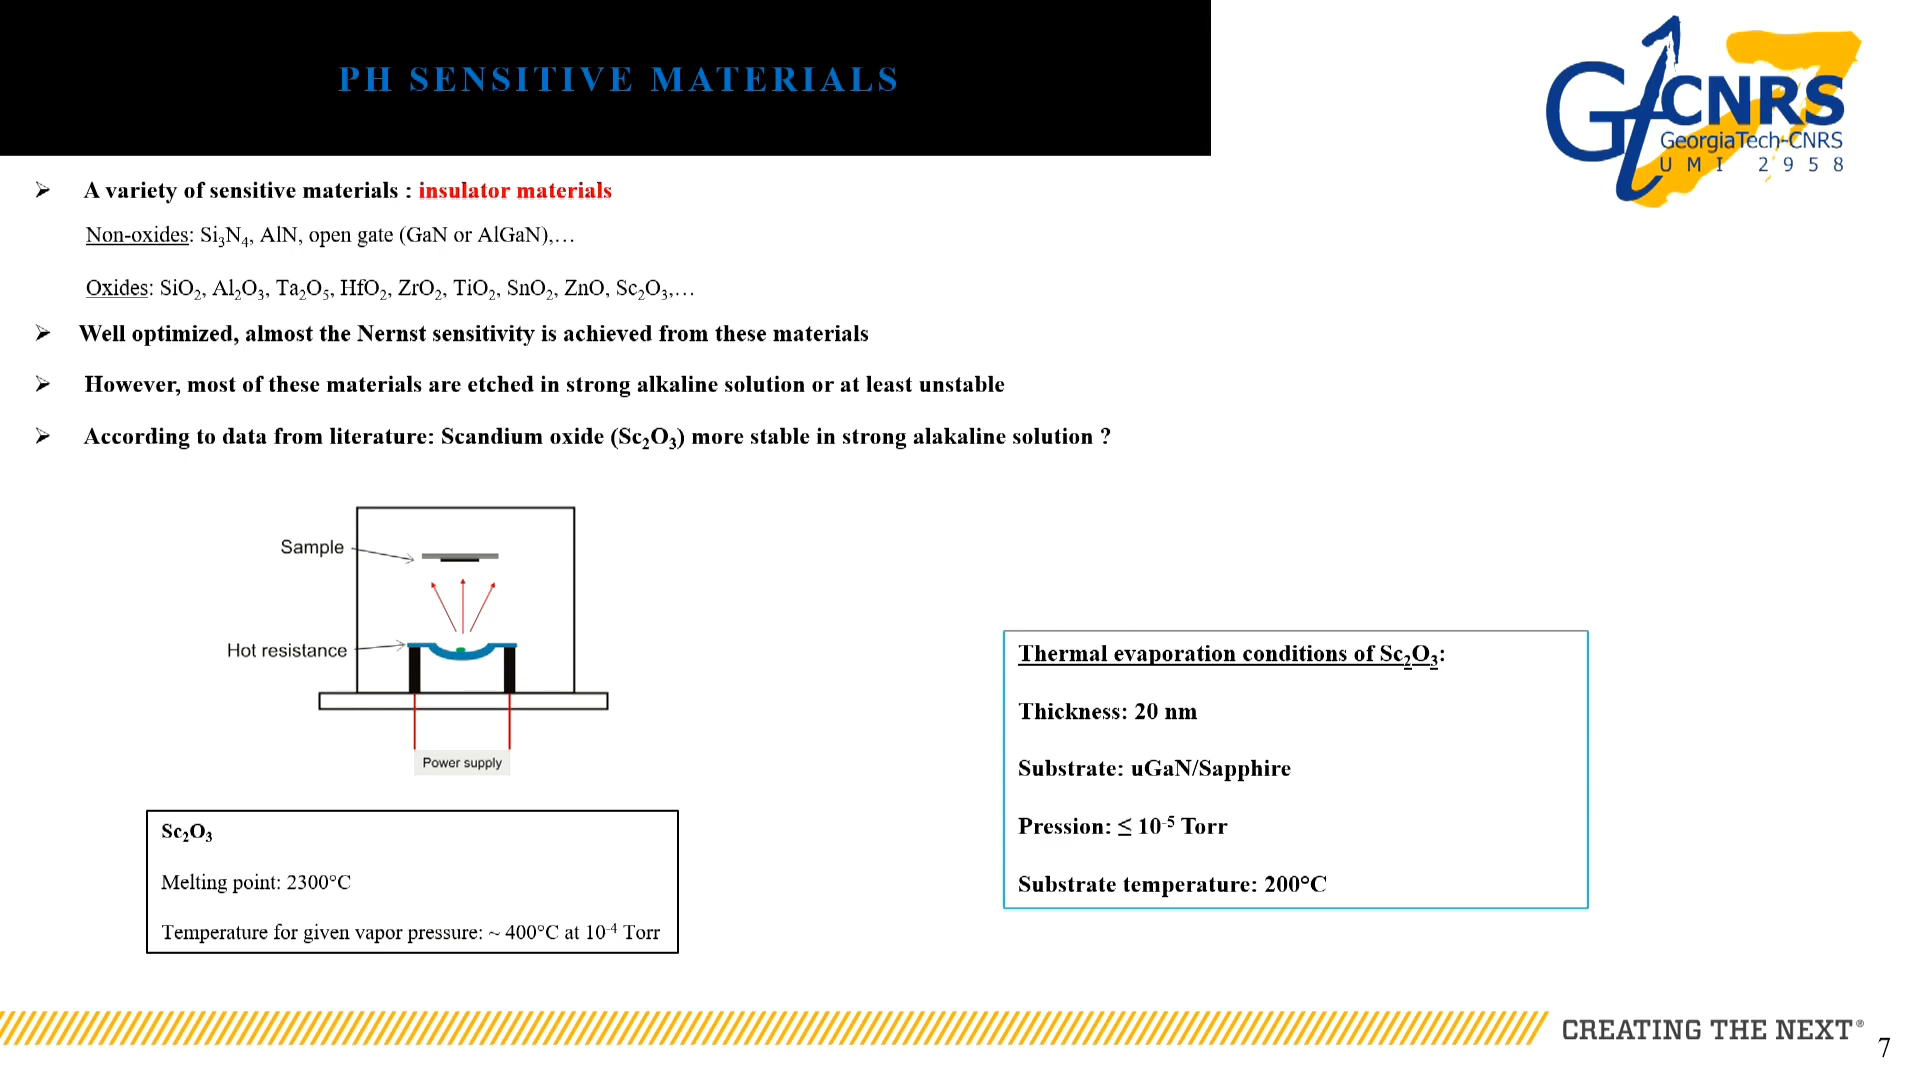 PH SENSITIVE MATERIALS
Gt CNRS
GeorgiaTech-CNRS
UMI 2958
➢ A variety of sensitive materials : insulator materials
Non-oxides: Si₃N₄, AlN, open gate (GaN or AlGaN),…
Oxides: SiO₂, Al₂O₃, Ta₂O₅, HfO₂, ZrO₂, TiO₂, SnO₂, ZnO, Sc₂O₃,…
➢ Well optimized, almost the Nernst sensitivity is achieved from these materials
➢ However, most of these materials are etched in strong alkaline solution or at least unstable
➢ According to data from literature: Scandium oxide (Sc₂O₃) more stable in strong alakaline solution ?
Sample
Hot resistance
Power supply
Sc₂O₃
Melting point: 2300°C
Temperature for given vapor pressure: ~ 400°C at 10⁻⁴ Torr
Thermal evaporation conditions of Sc₂O₃:
Thickness: 20 nm
Substrate: uGaN/Sapphire
Pression: ≤ 10⁻⁵ Torr
Substrate temperature: 200°C
CREATING THE NEXT®
7